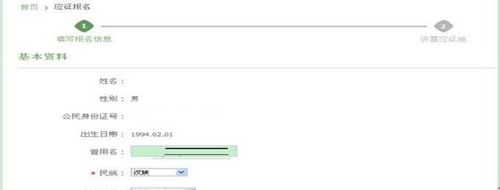 首页 > 应征报名
1 2
填写报名信息 设置应征地
基本资料
姓名：
性别：男
公民身份证号：
出生日期：1994.02.01
曾用名：
* 民族：汉族